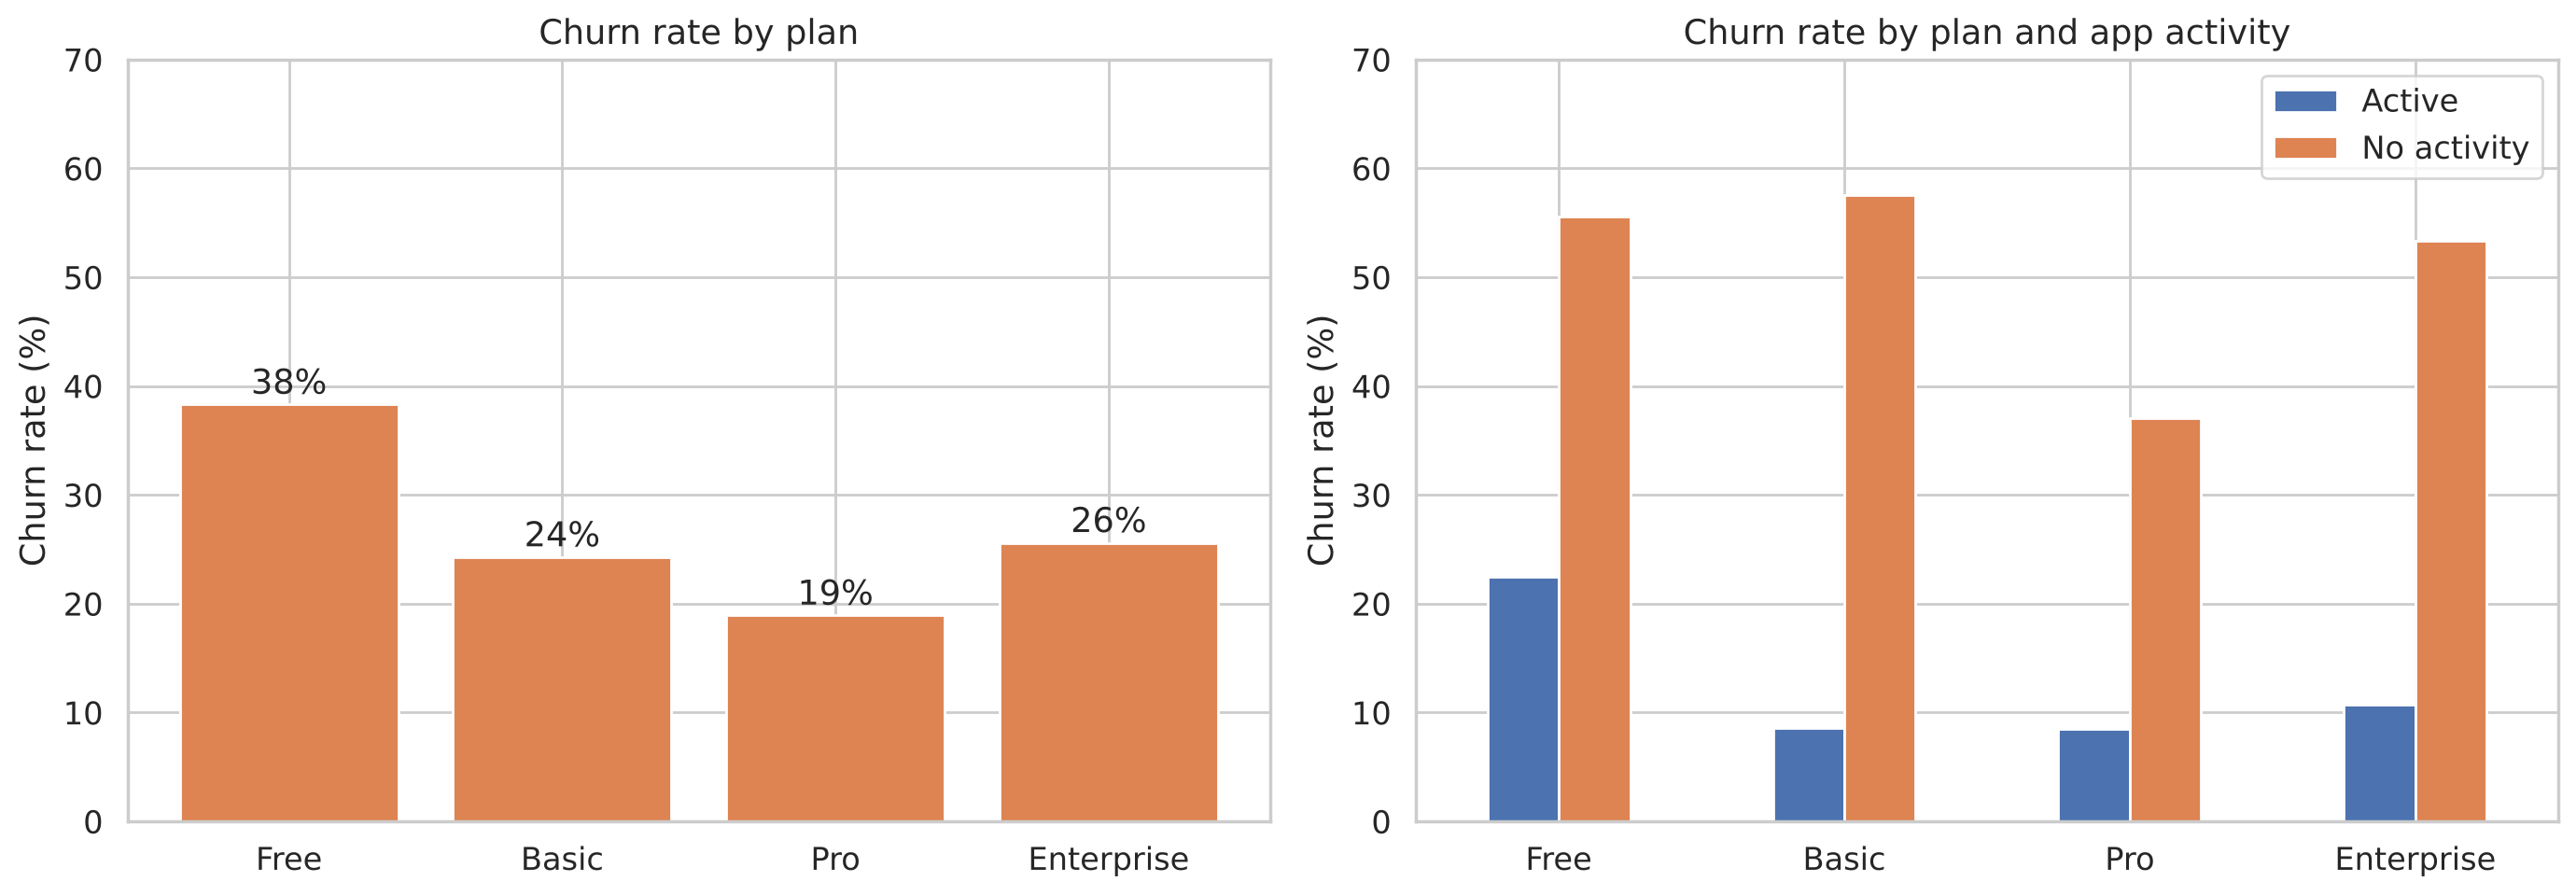 Churn rate by plan
Churn rate (%)
70
60
50
40
30
20
10
0
38%
24%
19%
26%
Free
Basic
Pro
Enterprise
Churn rate by plan and app activity
Churn rate (%)
70
60
50
40
30
20
10
0
Active
No activity
Free
Basic
Pro
Enterprise